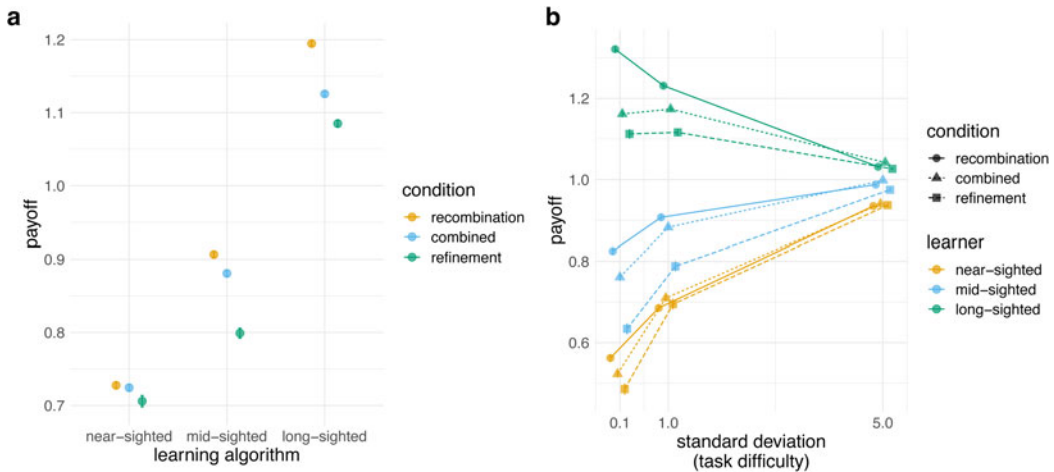 a
1.2
1.1
1.0
0.9
0.8
0.7
payoff
near-sighted mid-sighted long-sighted
learning algorithm
condition
recombination
combined
refinement
b
1.2
1.0
0.8
0.6
payoff
0.1 1.0 5.0
standard deviation
(task difficulty)
condition
recombination
combined
refinement
learner
near-sighted
mid-sighted
long-sighted